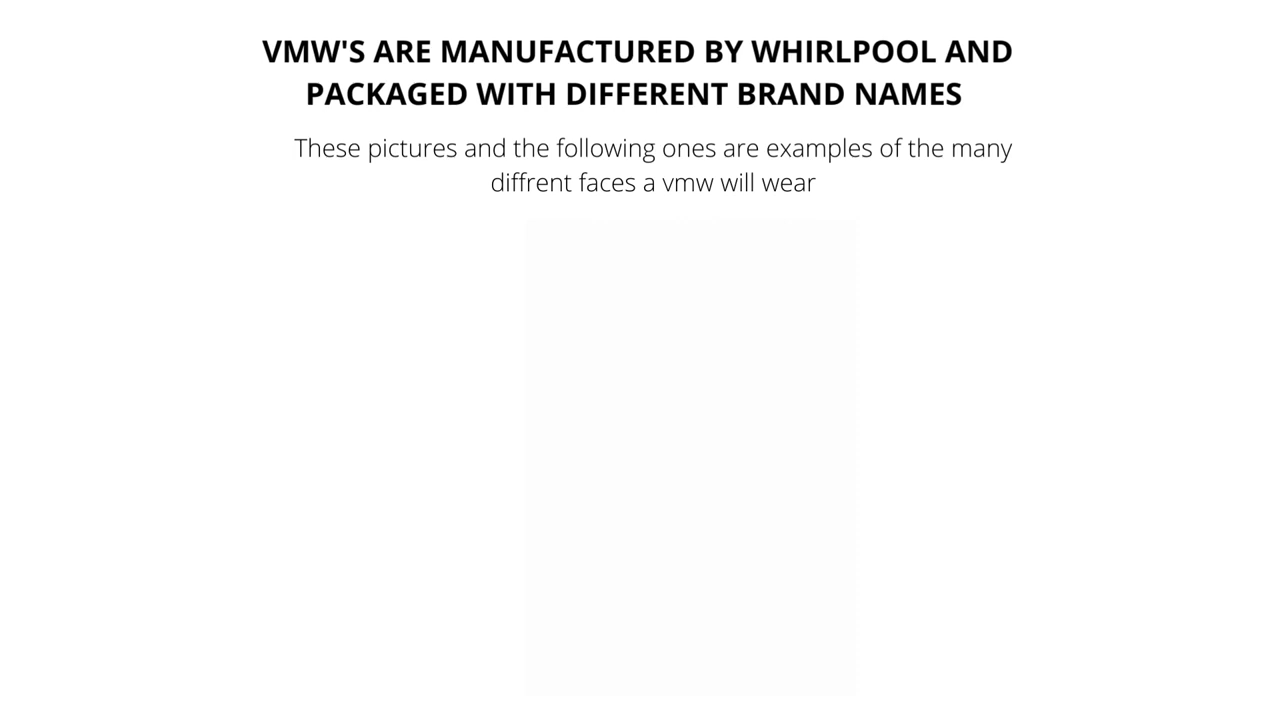 VMW'S ARE MANUFACTURED BY WHIRLPOOL AND
PACKAGED WITH DIFFERENT BRAND NAMES
These pictures and the following ones are examples of the many
diffrent faces a vmw will wear